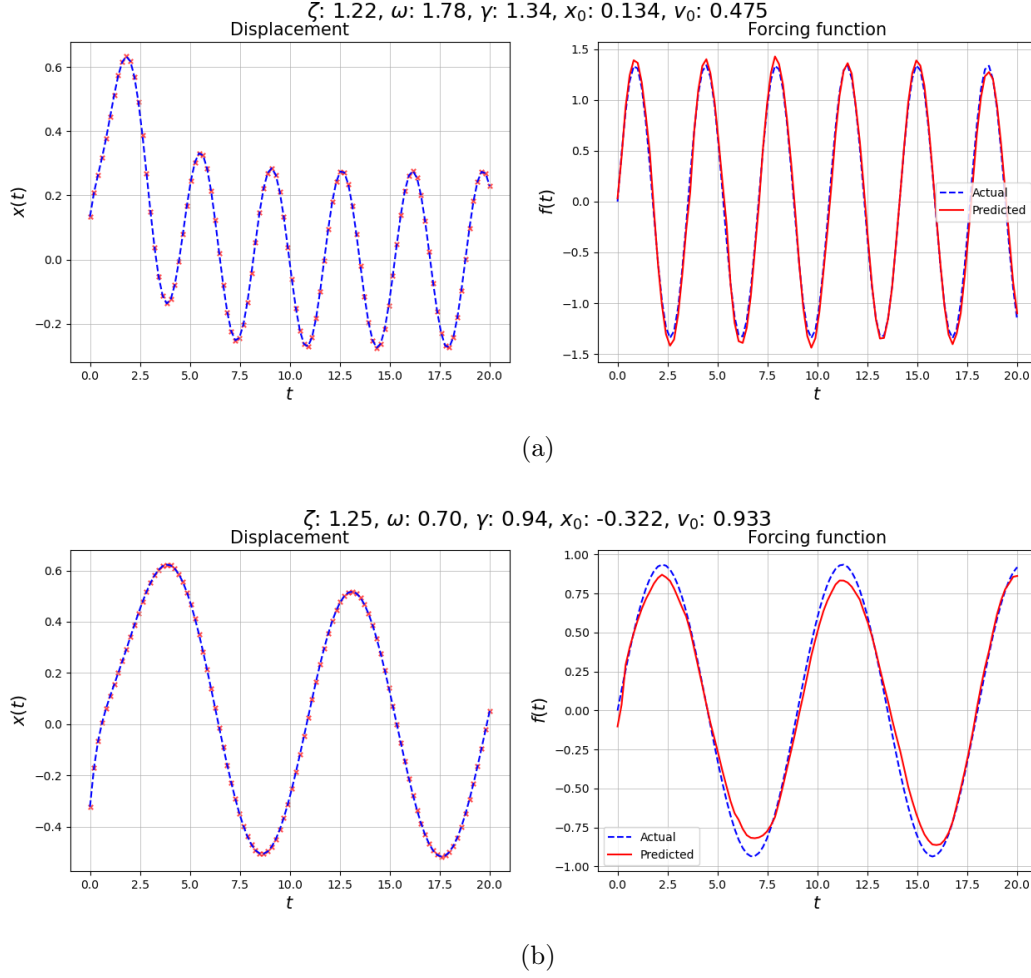 ζ: 1.22, ω: 1.78, γ: 1.34, x₀: 0.134, v₀: 0.475
Displacement
0.6
0.4
0.2
0.0
−0.2
x(t)
0.0 2.5 5.0 7.5 10.0 12.5 15.0 17.5 20.0
t
Forcing function
1.5
1.0
0.5
0.0
−0.5
−1.0
−1.5
f(t)
Actual
Predicted
0.0 2.5 5.0 7.5 10.0 12.5 15.0 17.5 20.0
t
(a)
ζ: 1.25, ω: 0.70, γ: 0.94, x₀: -0.322, v₀: 0.933
Displacement
0.6
0.4
0.2
0.0
−0.2
−0.4
x(t)
0.0 2.5 5.0 7.5 10.0 12.5 15.0 17.5 20.0
t
Forcing function
1.00
0.75
0.50
0.25
0.00
−0.25
−0.50
−0.75
−1.00
f(t)
Actual
Predicted
0.0 2.5 5.0 7.5 10.0 12.5 15.0 17.5 20.0
t
(b)